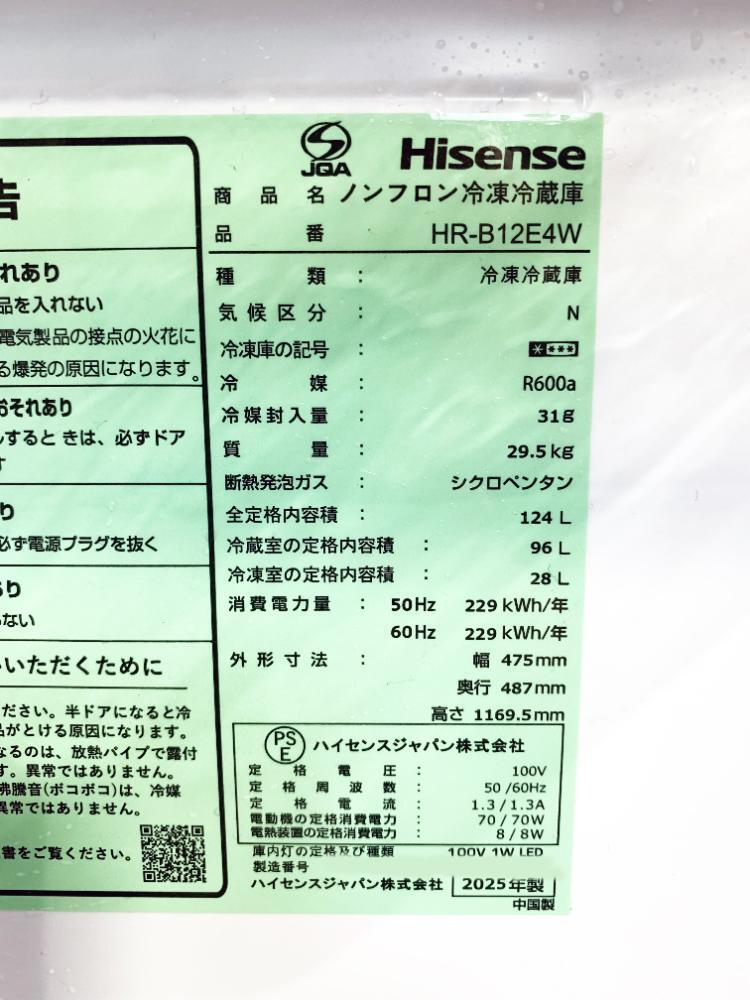 告
れあり
品を入れない
電気製品の接点の火花に
る爆発の原因になります。
おそれあり
ルするときは、必ずドア
す
り
必ず電源プラグを抜く
あり
ない
いいただくために
ださい。半ドアになると冷
品がとける原因になります。
なるのは、放熱パイプで露付
す。異常ではありません。
沸騰音(ボコボコ)は、冷媒
異常ではありません。
書をご覧ください。
JQA Hisense
商品名 ノンフロン冷凍冷蔵庫
品番 HR-B12E4W
種類 : 冷凍冷蔵庫
気候区分 : N
冷凍庫の記号 : ****
冷媒 : R600a
冷媒封入量 : 31g
質量 : 29.5kg
断熱発泡ガス : シクロペンタン
全定格内容積 : 124 L
冷蔵室の定格内容積 : 96 L
冷凍室の定格内容積 : 28 L
消費電力量 : 50Hz 229 kWh/年
60Hz 229 kWh/年
外形寸法 : 幅 475mm
奥行 487mm
高さ 1169.5mm
PSE ハイセンスジャパン株式会社
定格電圧 : 100V
定格周波数 : 50/60Hz
定格電流 : 1.3/1.3A
電動機の定格消費電力 : 70/70W
電熱装置の定格消費電力 : 8/8W
庫内灯の定格及び種類 100V 1W LED
製造番号
ハイセンスジャパン株式会社 2025年製
中国製